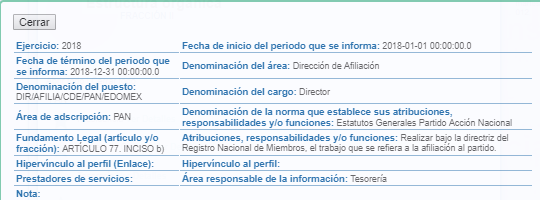 Cerrar
Ejercicio: 2018 Fecha de inicio del periodo que se informa: 2018-01-01 00:00:00.0
Fecha de término del periodo que se informa: 2018-12-31 00:00:00.0 Denominación del área: Dirección de Afiliación
Denominación del puesto: DIR/AFILIA/CDE/PAN/EDOMEX Denominación del cargo: Director
Área de adscripción: PAN Denominación de la norma que establece sus atribuciones, responsabilidades y/o funciones: Estatutos Generales Partido Acción Nacional
Fundamento Legal (artículo y/o fracción): ARTÍCULO 77. INCISO b) Atribuciones, responsabilidades y/o funciones: Realizar bajo la directriz del Registro Nacional de Miembros, el trabajo que se refiera a la afiliación al partido.
Hipervínculo al perfil (Enlace): Hipervínculo al perfil:
Prestadores de servicios: Área responsable de la información: Tesorería
Nota: